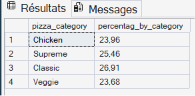 Résultats Messages
pizza_category percentag_by_category
1 Chicken 23,96
2 Supreme 25,46
3 Classic 26,91
4 Veggie 23,68